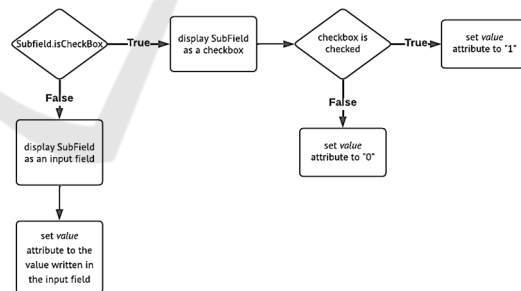 Subfield.isCheckBox
True
display SubField
as a checkbox
checkbox is
checked
True
set value
attribute to "1"
False
display SubField
as an input field
False
set value
attribute to "0"
set value
attribute to the
value written in
the input field